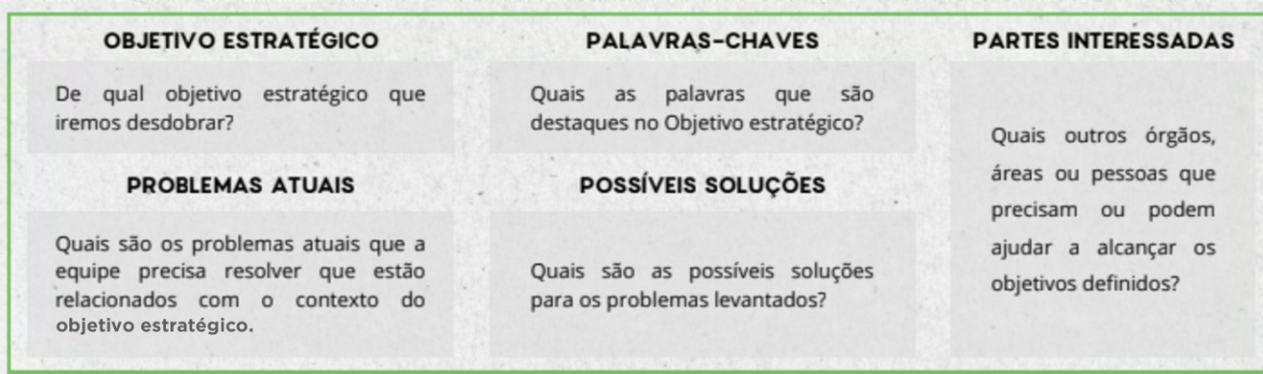 OBJETIVO ESTRATÉGICO
De qual objetivo estratégico que
iremos desdobrar?
PROBLEMAS ATUAIS
Quais são os problemas atuais que a
equipe precisa resolver que estão
relacionados com o contexto do
objetivo estratégico.
PALAVRAS-CHAVES
Quais as palavras que são
destaques no Objetivo estratégico?
POSSÍVEIS SOLUÇÕES
Quais são as possíveis soluções
para os problemas levantados?
PARTES INTERESSADAS
Quais outros órgãos,
áreas ou pessoas que
precisam ou podem
ajudar a alcançar os
objetivos definidos?